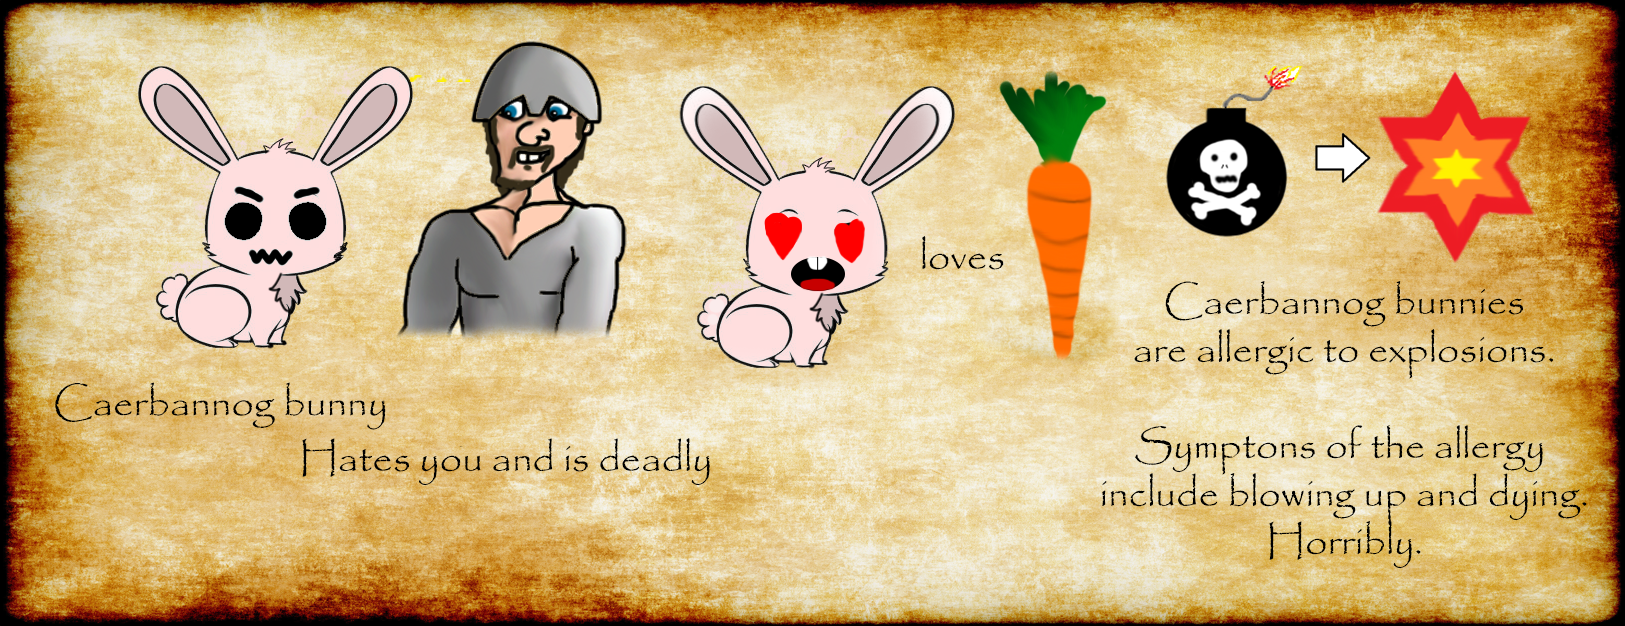 Caerbannog bunny
Hates you and is deadly
loves
Caerbannog bunnies
are allergic to explosions.
Symptons of the allergy
include blowing up and dying.
Horribly.